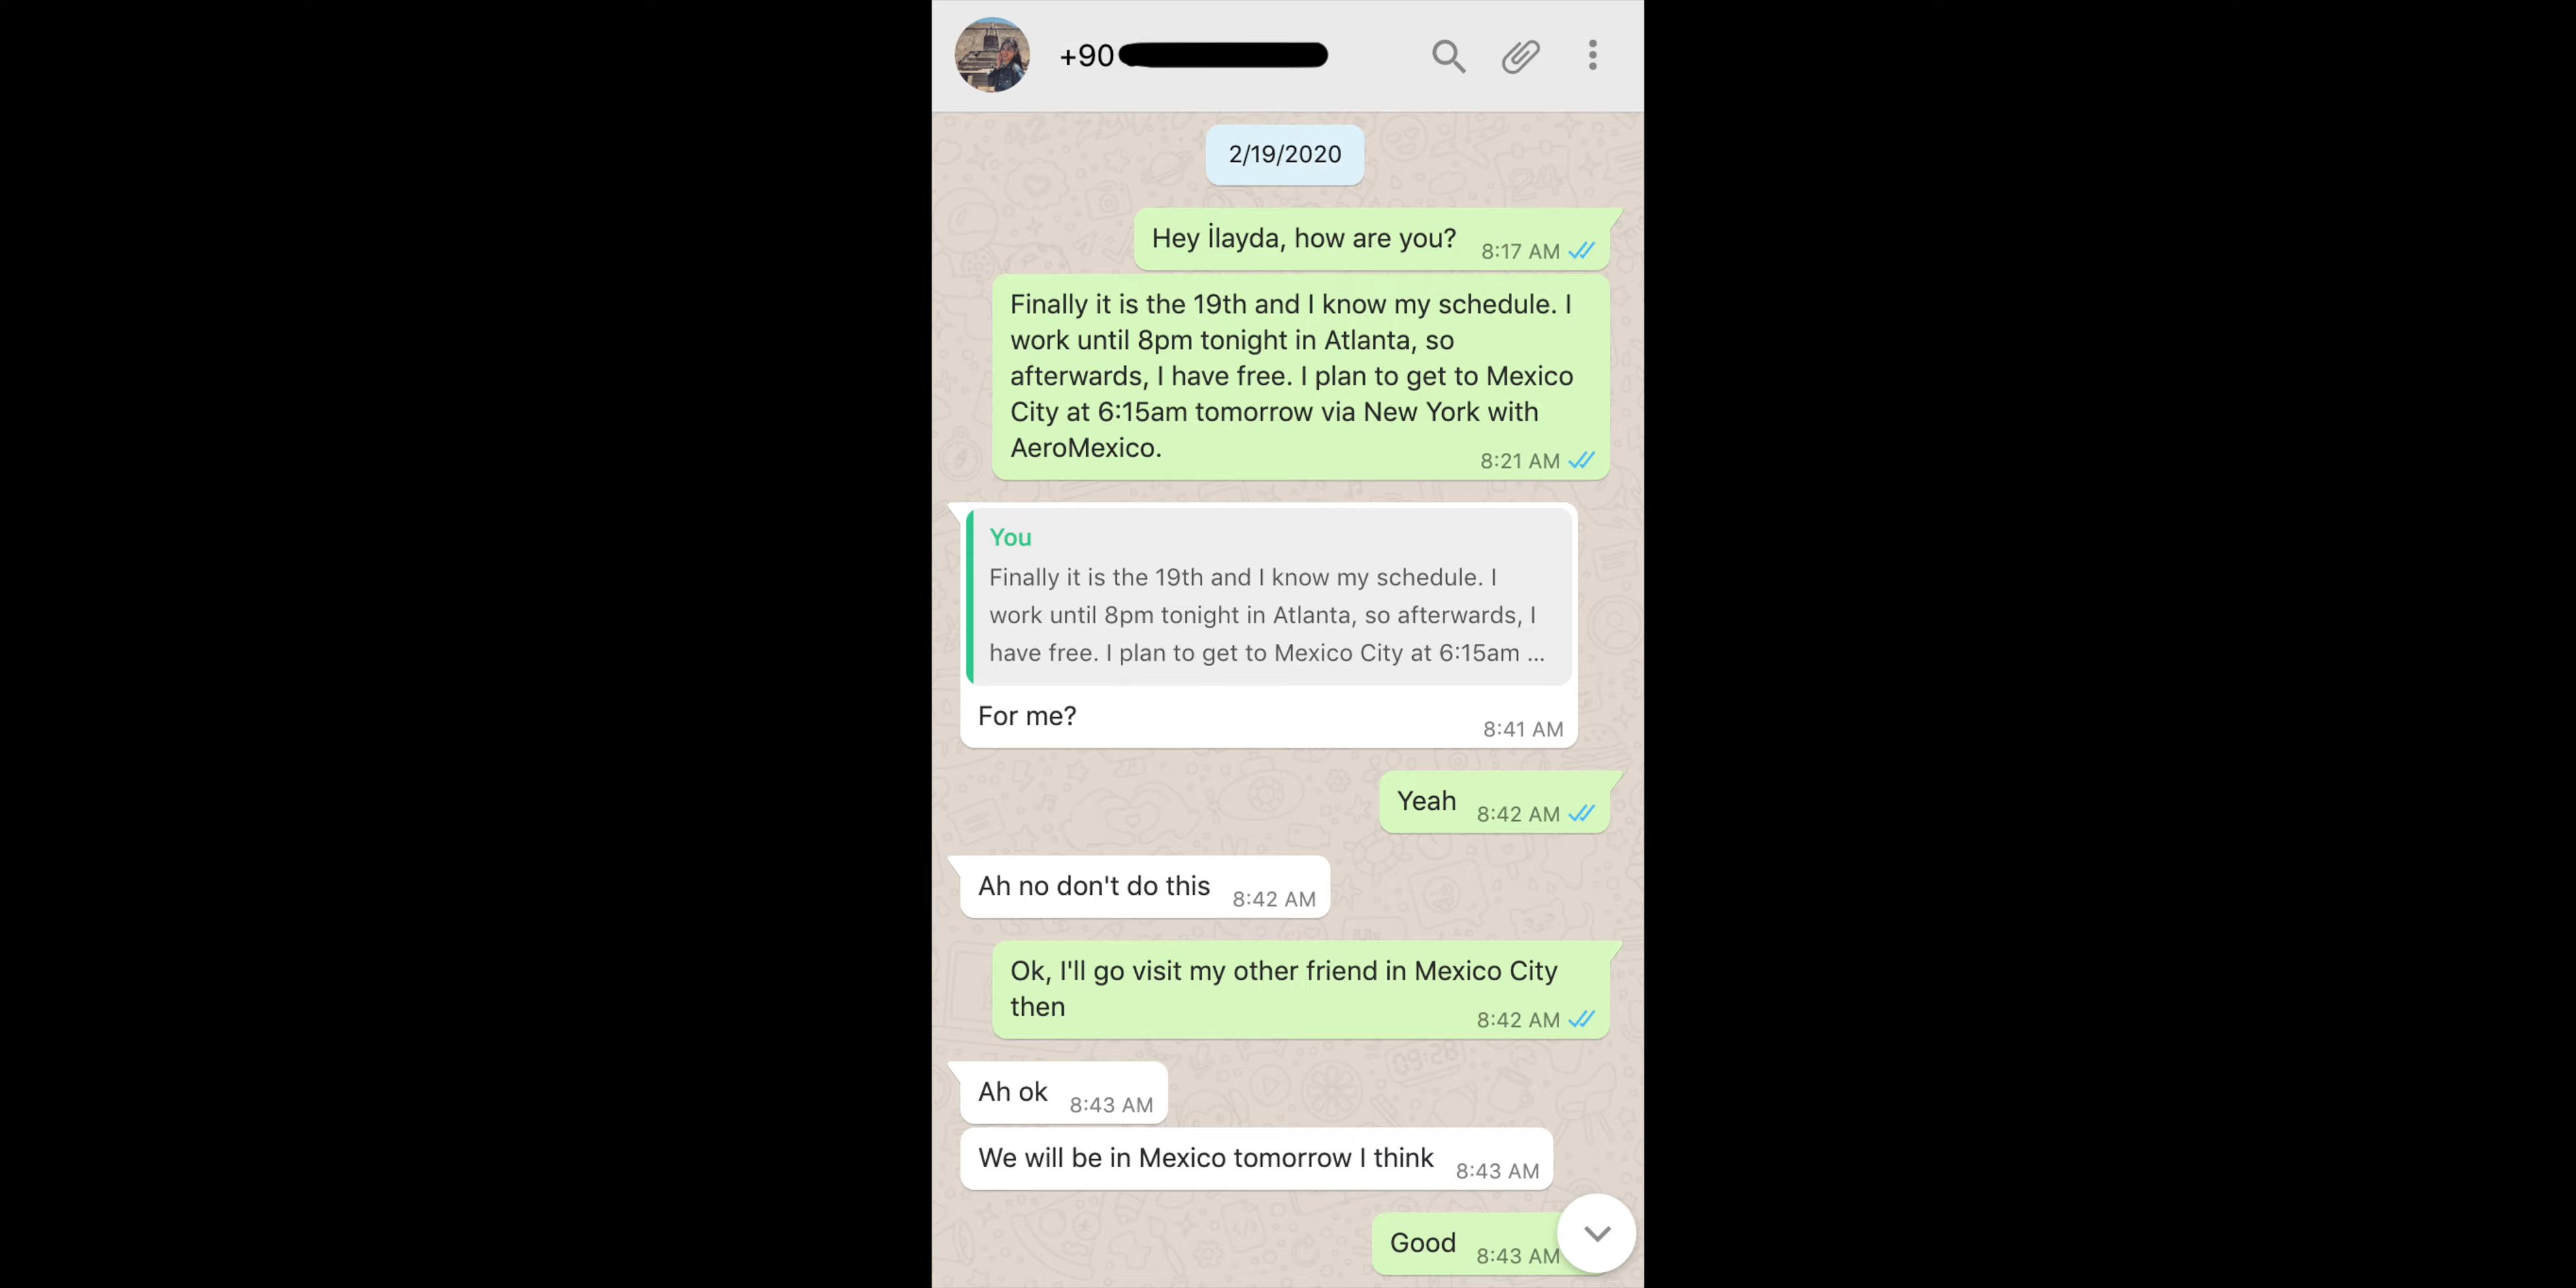 +90
2/19/2020
Hey İlayda, how are you?
8:17 AM
Finally it is the 19th and I know my schedule. I
work until 8pm tonight in Atlanta, so
afterwards, I have free. I plan to get to Mexico
City at 6:15am tomorrow via New York with
AeroMexico.
8:21 AM
You
Finally it is the 19th and I know my schedule. I
work until 8pm tonight in Atlanta, so afterwards, I
have free. I plan to get to Mexico City at 6:15am ...
For me?
8:41 AM
Yeah
8:42 AM
Ah no don't do this
8:42 AM
Ok, I'll go visit my other friend in Mexico City
then
8:42 AM
Ah ok
8:43 AM
We will be in Mexico tomorrow I think
8:43 AM
Good
8:43 AM